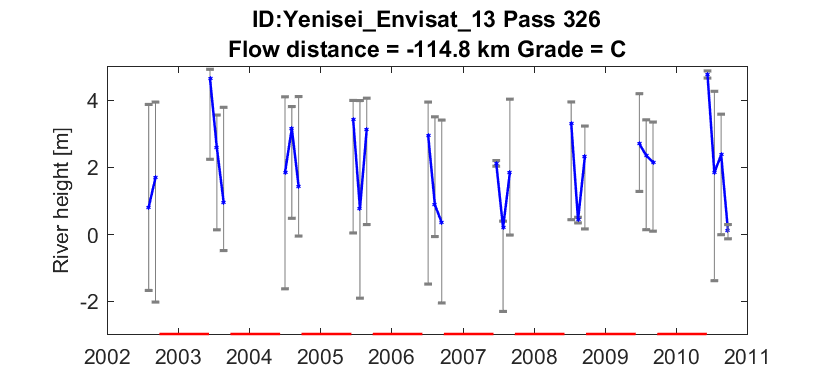 ID:Yenisei_Envisat_13 Pass 326
Flow distance = -114.8 km Grade = C
River height [m]
4
2
0
-2
2002 2003 2004 2005 2006 2007 2008 2009 2010 2011